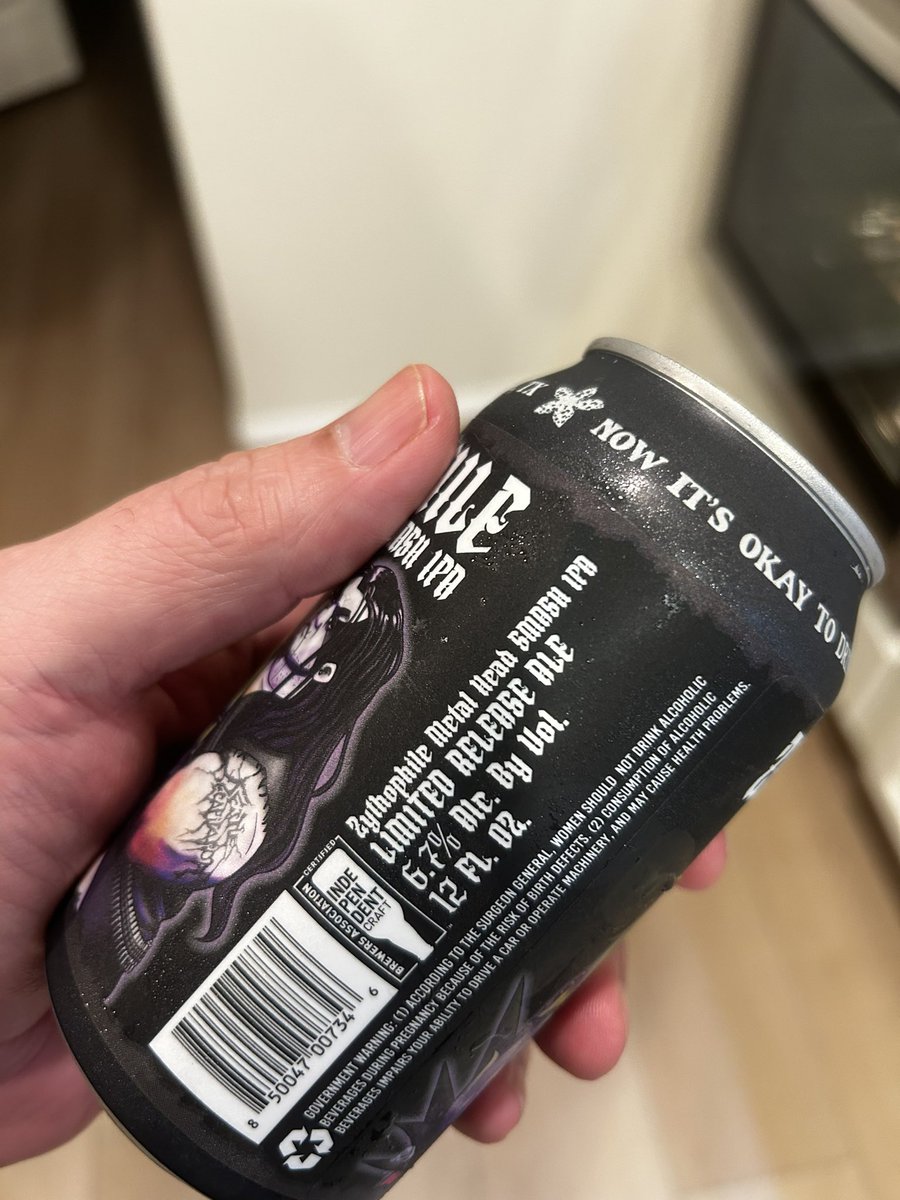 TX
NOW IT'S OKAY TO
SMASH IPA
Zythophile Metal Head SMASH IPA
LIMITED RELEASE ALE
6.7% Alc. By Vol.
12 FL. OZ.
CERTIFIED
INDE
PEN
DENT
CRAFT
BREWERS ASSOCIATION
8 50047 00734 6
GOVERNMENT WARNING: (1) ACCORDING TO THE SURGEON GENERAL, WOMEN SHOULD NOT DRINK ALCOHOLIC
BEVERAGES DURING PREGNANCY BECAUSE OF THE RISK OF BIRTH DEFECTS. (2) CONSUMPTION OF ALCOHOLIC
BEVERAGES IMPAIRS YOUR ABILITY TO DRIVE A CAR OR OPERATE MACHINERY, AND MAY CAUSE HEALTH PROBLEMS.